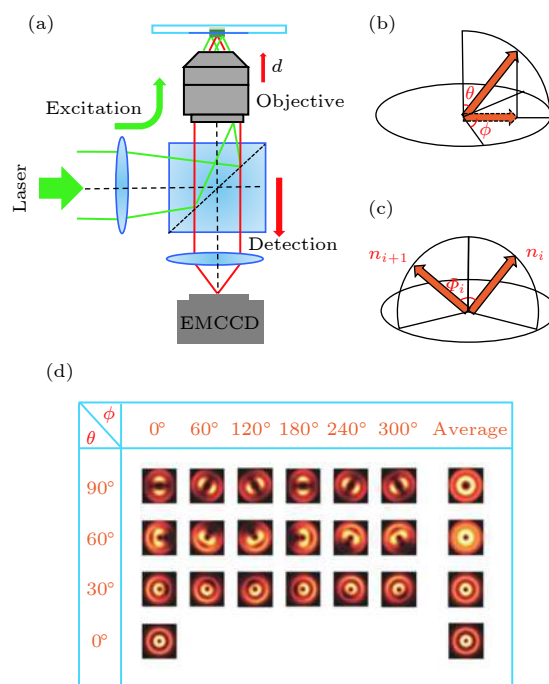 (a)
d
Excitation
Objective
Laser
Detection
EMCCD
(b)
θ
ϕ
(c)
n_{i+1}
n_i
Φ_i
(d)
ϕ
θ
0° 60° 120° 180° 240° 300° Average
90°
60°
30°
0°